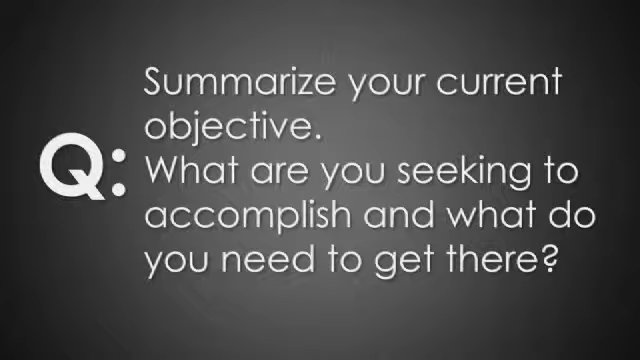 Q:
Summarize your current
objective.
What are you seeking to
accomplish and what do
you need to get there?